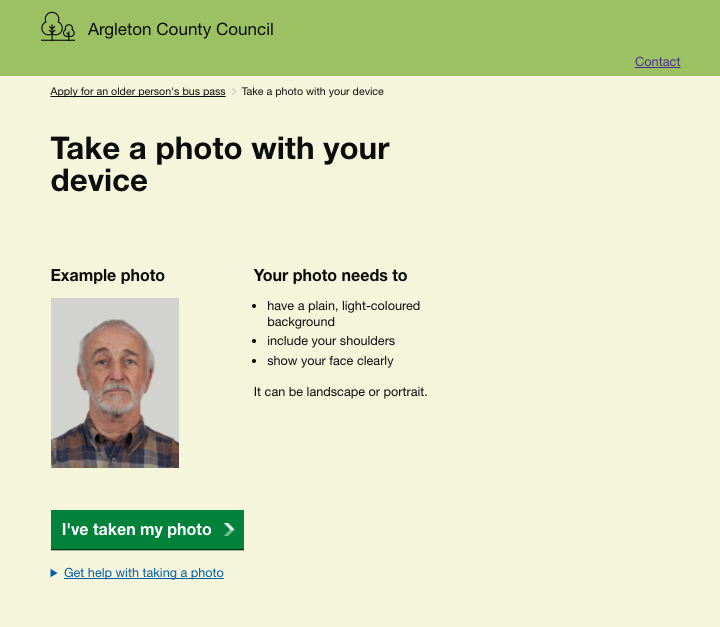 Argleton County Council
Contact
Apply for an older person's bus pass
Take a photo with your device
Take a photo with your
device
Example photo
Your photo needs to
have a plain, light-coloured
background
include your shoulders
show your face clearly
It can be landscape or portrait.
I've taken my photo
Get help with taking a photo